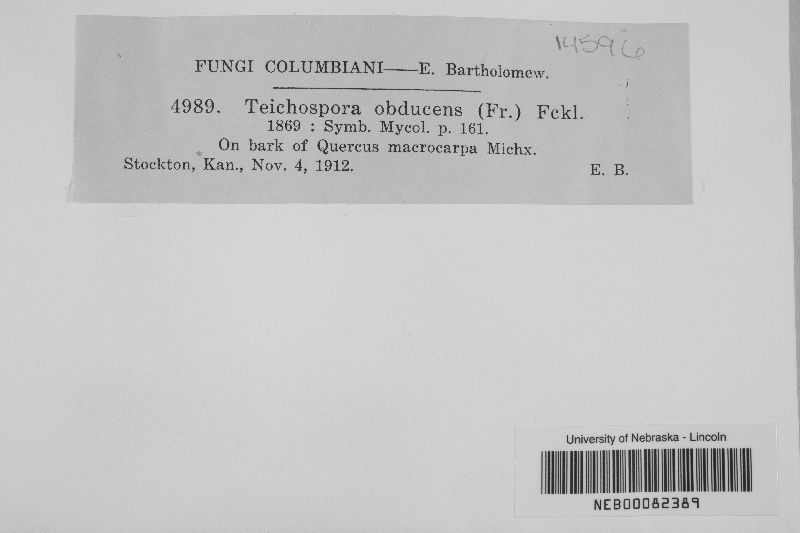 14596
FUNGI COLUMBIANI——E. Bartholomew.
4989. Teichospora obducens (Fr.) Fckl.
1869 : Symb. Mycol. p. 161.
On bark of Quercus macrocarpa Michx.
Stockton, Kan., Nov. 4, 1912. E. B.
University of Nebraska - Lincoln
NEB00082389